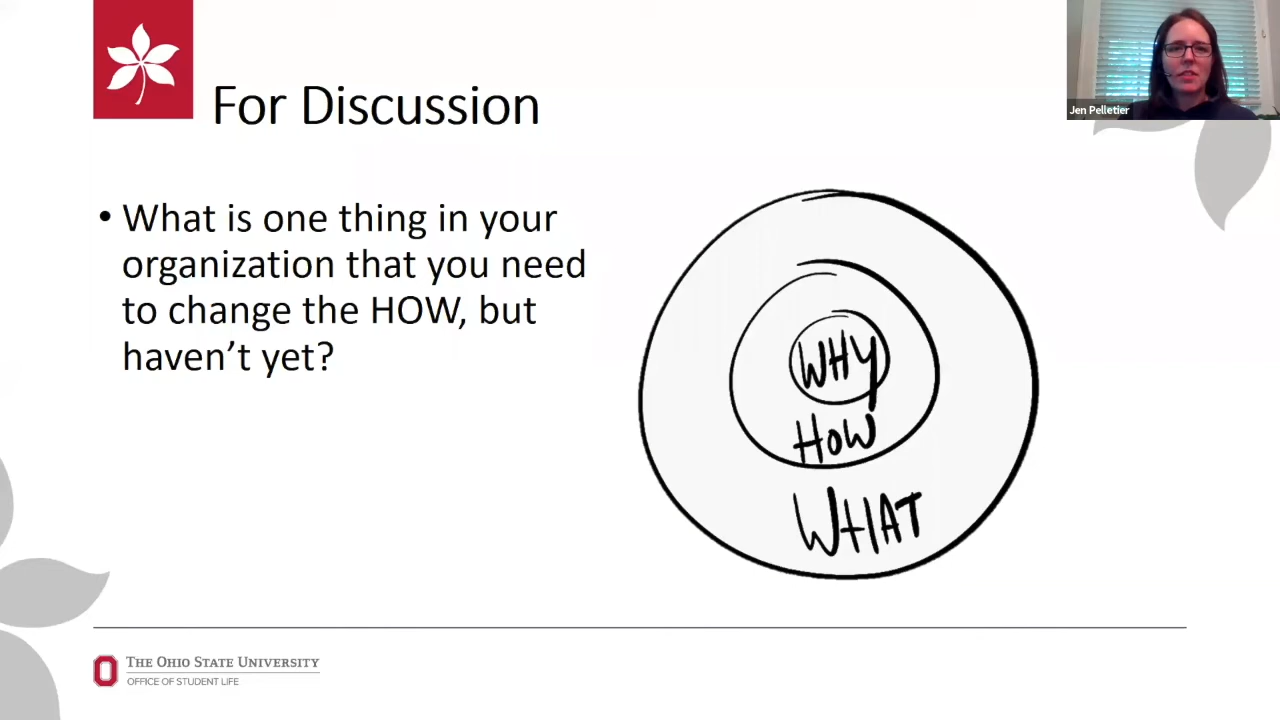 For Discussion
Jen Pelletier
• What is one thing in your
organization that you need
to change the HOW, but
haven’t yet?
WHY
HOW
WHAT
THE OHIO STATE UNIVERSITY
OFFICE OF STUDENT LIFE